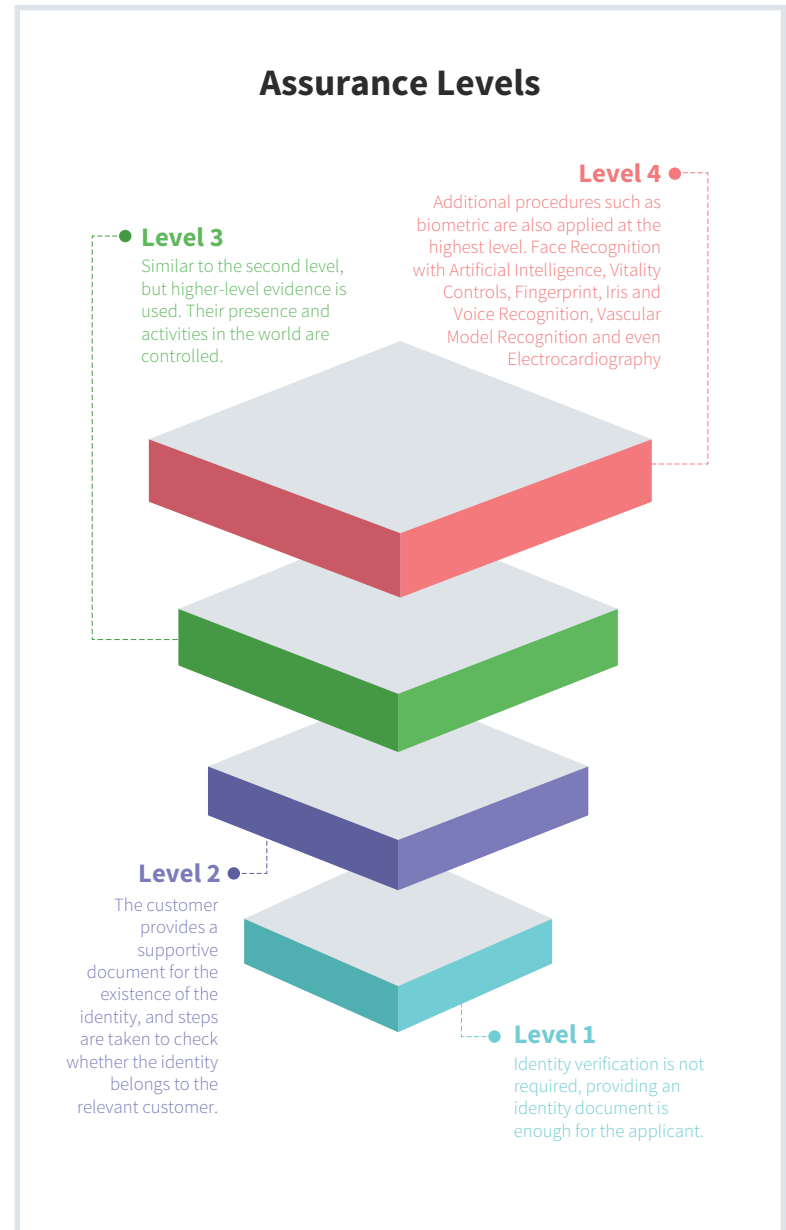 Assurance Levels
Level 4
Additional procedures such as
biometric are also applied at the
highest level. Face Recognition
with Artificial Intelligence, Vitality
Controls, Fingerprint, Iris and
Voice Recognition, Vascular
Model Recognition and even
Electrocardiography
Level 3
Similar to the second level,
but higher-level evidence is
used. Their presence and
activities in the world are
controlled.
Level 2
The customer
provides a
supportive
document for the
existence of the
identity, and steps
are taken to check
whether the identity
belongs to the
relevant customer.
Level 1
Identity verification is not
required, providing an
identity document is
enough for the applicant.